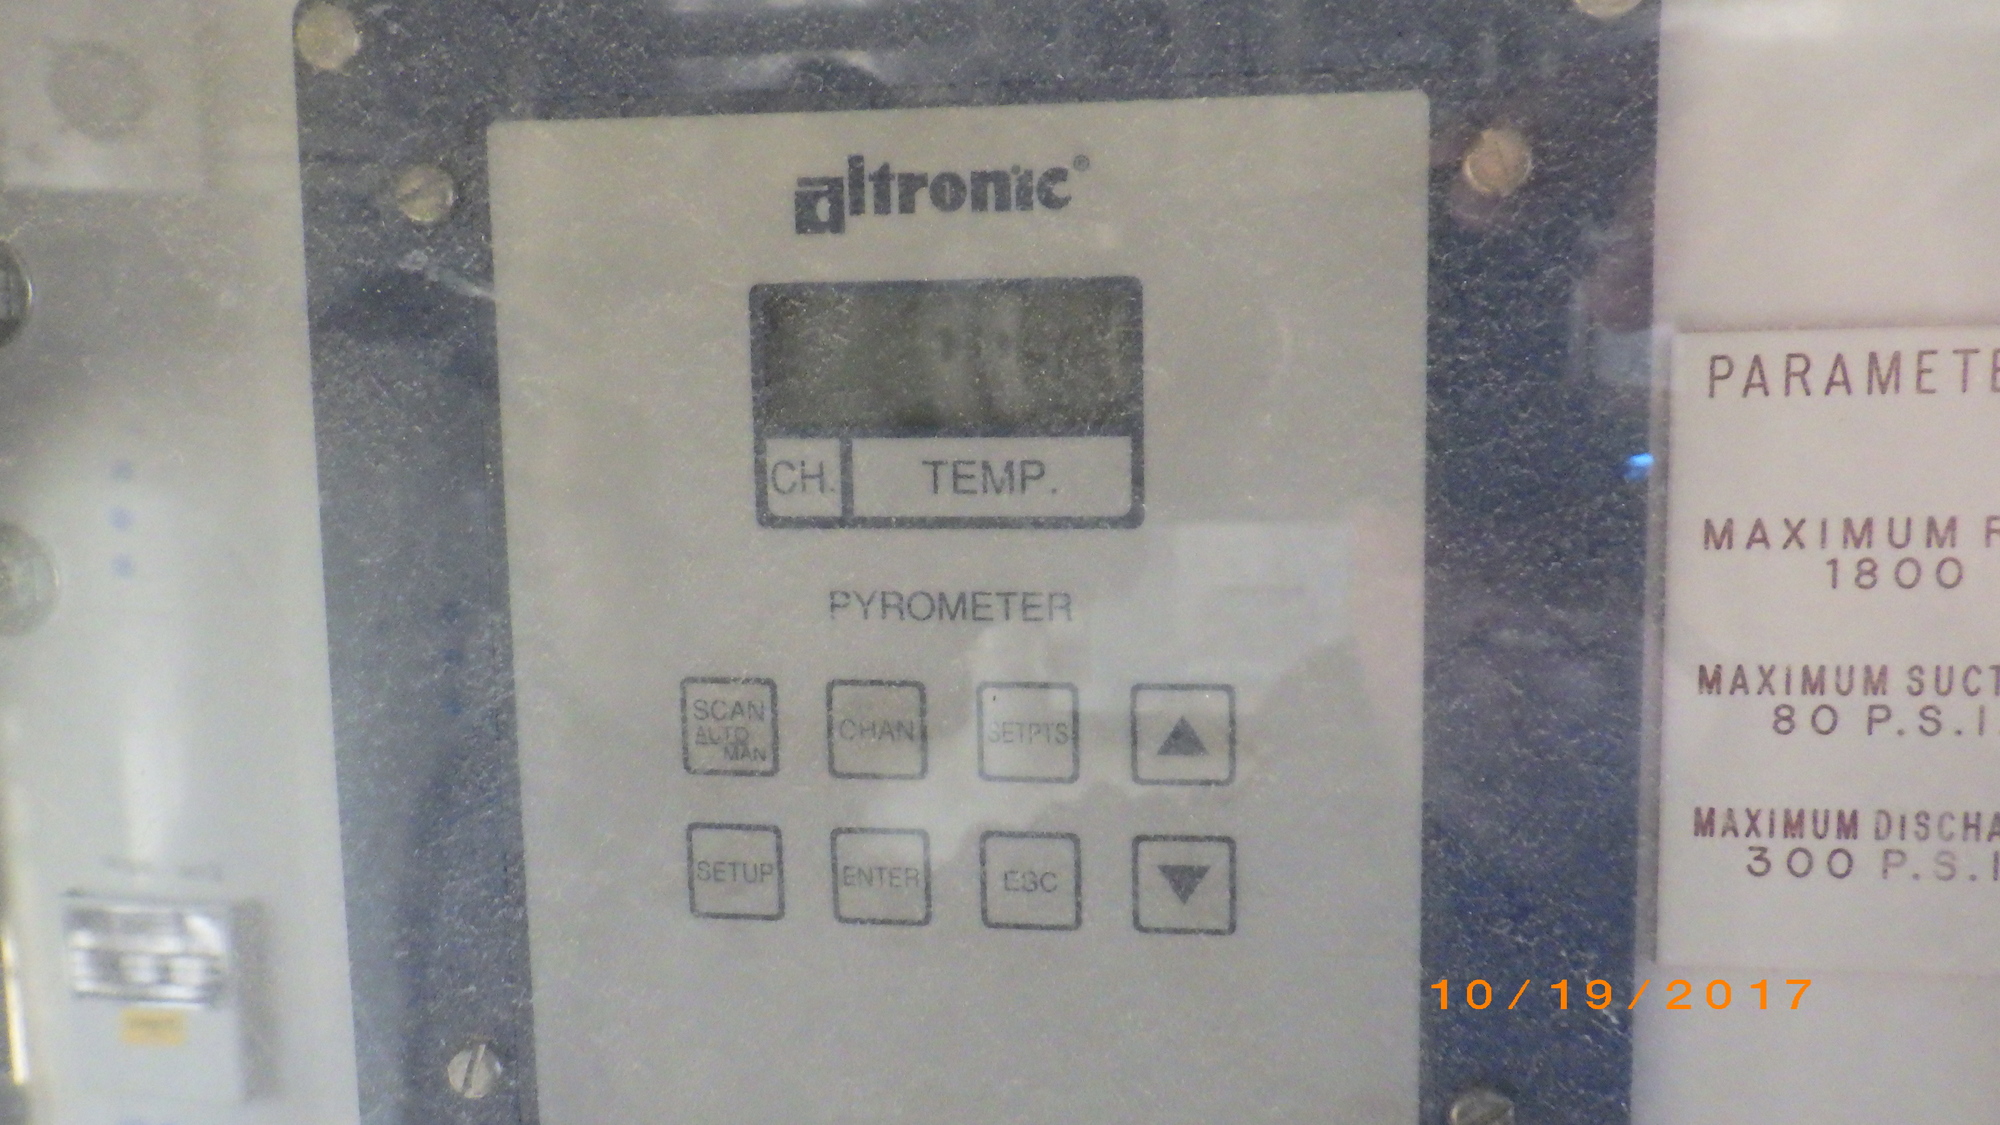 altronic®
CH. TEMP.
PYROMETER
SCAN
AUTO
MAN
CHAN
SETPTS
SETUP
ENTER
ESC
PARAMETE
MAXIMUM
1800
MAXIMUM SUCT
80 P.S.I.
MAXIMUM DISCHA
300 P.S.I
10/19/2017